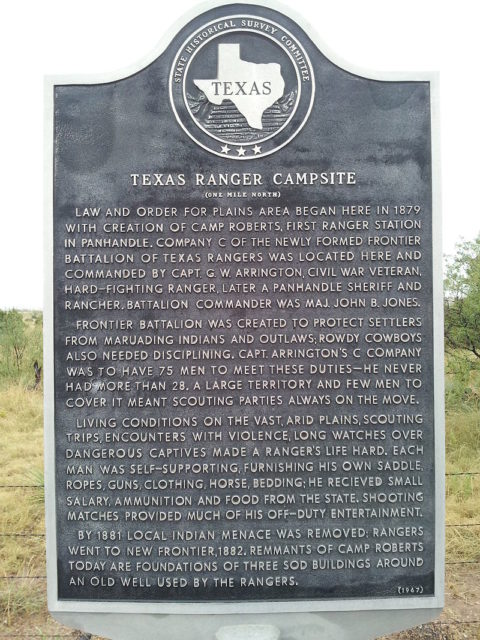 STATE HISTORICAL SURVEY COMMITTEE
TEXAS
TEXAS RANGER CAMPSITE
(ONE MILE NORTH)
LAW AND ORDER FOR PLAINS AREA BEGAN HERE IN 1879
WITH CREATION OF CAMP ROBERTS, FIRST RANGER STATION
IN PANHANDLE. COMPANY C OF THE NEWLY FORMED FRONTIER
BATTALION OF TEXAS RANGERS WAS LOCATED HERE AND
COMMANDED BY CAPT. G. W. ARRINGTON, CIVIL WAR VETERAN,
HARD-FIGHTING RANGER, LATER A PANHANDLE SHERIFF AND
RANCHER. BATTALION COMMANDER WAS MAJ. JOHN B. JONES.
FRONTIER BATTALION WAS CREATED TO PROTECT SETTLERS
FROM MARUADING INDIANS AND OUTLAWS; ROWDY COWBOYS
ALSO NEEDED DISCIPLINING. CAPT. ARRINGTON'S C COMPANY
WAS TO HAVE 75 MEN TO MEET THESE DUTIES—HE NEVER
HAD MORE THAN 28. A LARGE TERRITORY AND FEW MEN TO
COVER IT MEANT SCOUTING PARTIES ALWAYS ON THE MOVE.
LIVING CONDITIONS ON THE VAST, ARID PLAINS, SCOUTING
TRIPS, ENCOUNTERS WITH VIOLENCE, LONG WATCHES OVER
DANGEROUS CAPTIVES MADE A RANGER'S LIFE HARD. EACH
MAN WAS SELF-SUPPORTING, FURNISHING HIS OWN SADDLE,
ROPES, GUNS, CLOTHING, HORSE, BEDDING; HE RECIEVED SMALL
SALARY, AMMUNITION AND FOOD FROM THE STATE. SHOOTING
MATCHES PROVIDED MUCH OF HIS OFF-DUTY ENTERTAINMENT.
BY 1881 LOCAL INDIAN MENACE WAS REMOVED; RANGERS
WENT TO NEW FRONTIER, 1882. REMMANTS OF CAMP ROBERTS
TODAY ARE FOUNDATIONS OF THREE SOD BUILDINGS AROUND
AN OLD WELL USED BY THE RANGERS.
(1967)